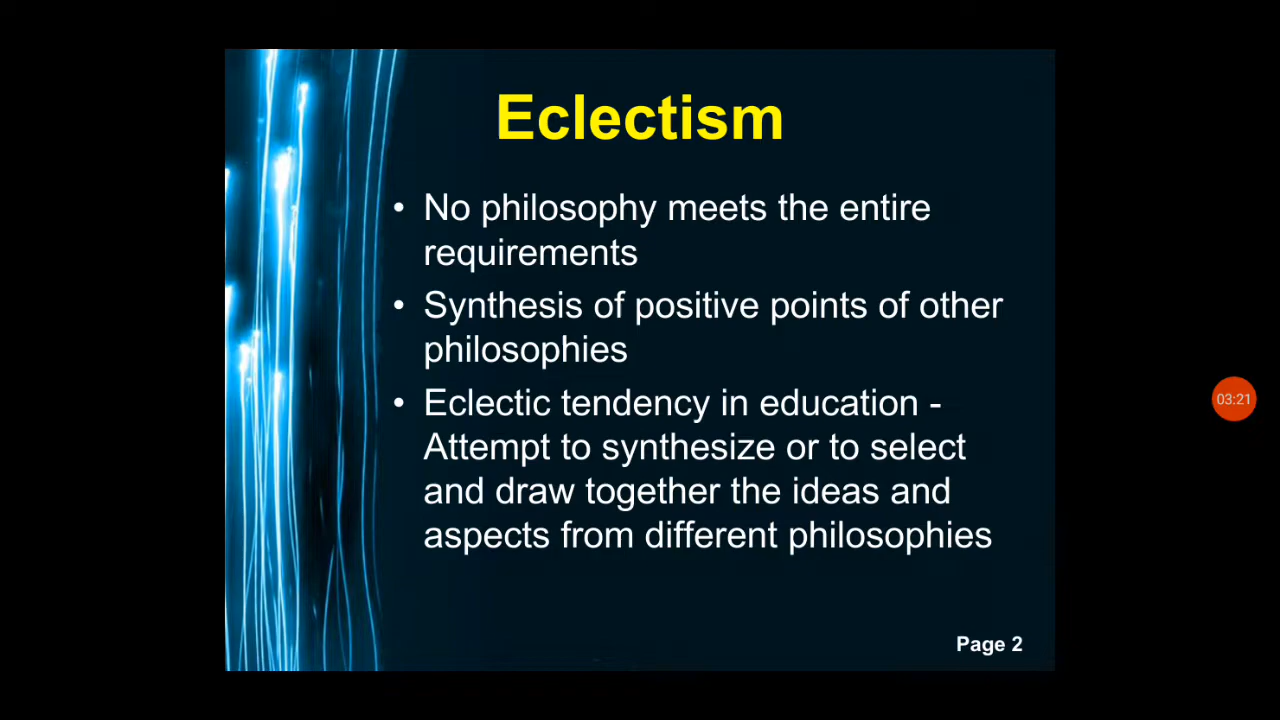 Eclectism
• No philosophy meets the entire
requirements
• Synthesis of positive points of other
philosophies
• Eclectic tendency in education -
Attempt to synthesize or to select
and draw together the ideas and
aspects from different philosophies
03:21
Page 2